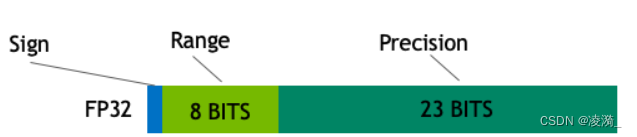 Sign
Range
Precision
FP32
8 BITS
23 BITS
CSDN @凌漪_